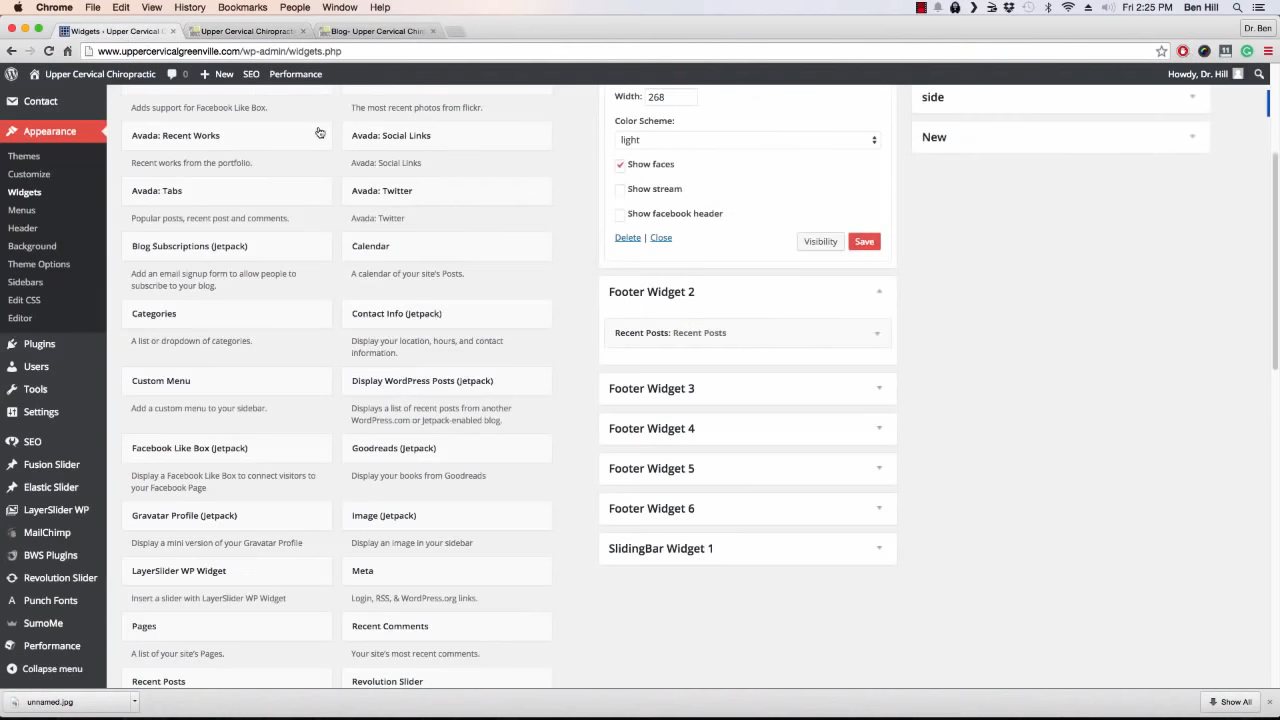 Chrome File Edit View History Bookmarks People Window Help
Fri 2:25 PM Ben Hill
Widgets ‹ Upper Cervical C
Upper Cervical Chiropractic
Blog- Upper Cervical Chirop
Dr. Ben
www.uppercervicalgreenville.com/wp-admin/widgets.php
Upper Cervical Chiropractic 0 New SEO Performance
Howdy, Dr. Hill
Contact
Appearance
Themes
Customize
Widgets
Menus
Header
Background
Theme Options
Sidebars
Edit CSS
Editor
Plugins
Users
Tools
Settings
SEO
Fusion Slider
Elastic Slider
LayerSlider WP
MailChimp
BWS Plugins
Revolution Slider
Punch Fonts
SumoMe
Performance
Collapse menu
Adds support for Facebook Like Box.
The most recent photos from flickr.
Avada: Recent Works
Avada: Social Links
Recent works from the portfolio.
Avada: Social Links
Avada: Tabs
Avada: Twitter
Popular posts, recent post and comments.
Avada: Twitter
Blog Subscriptions (Jetpack)
Calendar
Add an email signup form to allow people to
subscribe to your blog.
A calendar of your site's Posts.
Categories
Contact Info (Jetpack)
A list or dropdown of categories.
Display your location, hours, and contact
information.
Custom Menu
Display WordPress Posts (Jetpack)
Add a custom menu to your sidebar.
Displays a list of recent posts from another
WordPress.com or Jetpack-enabled blog.
Facebook Like Box (Jetpack)
Goodreads (Jetpack)
Display a Facebook Like Box to connect visitors to
your Facebook Page
Display your books from Goodreads
Gravatar Profile (Jetpack)
Image (Jetpack)
Display a mini version of your Gravatar Profile
Display an image in your sidebar
LayerSlider WP Widget
Meta
Insert a slider with LayerSlider WP Widget
Login, RSS, & WordPress.org links.
Pages
Recent Comments
A list of your site's Pages.
Your site's most recent comments.
Recent Posts
Revolution Slider
Width: 268
Color Scheme:
light
Show faces
Show stream
Show facebook header
Delete | Close
Visibility
Save
Footer Widget 2
Recent Posts: Recent Posts
Footer Widget 3
Footer Widget 4
Footer Widget 5
Footer Widget 6
SlidingBar Widget 1
side
New
unnamed.jpg
Show All